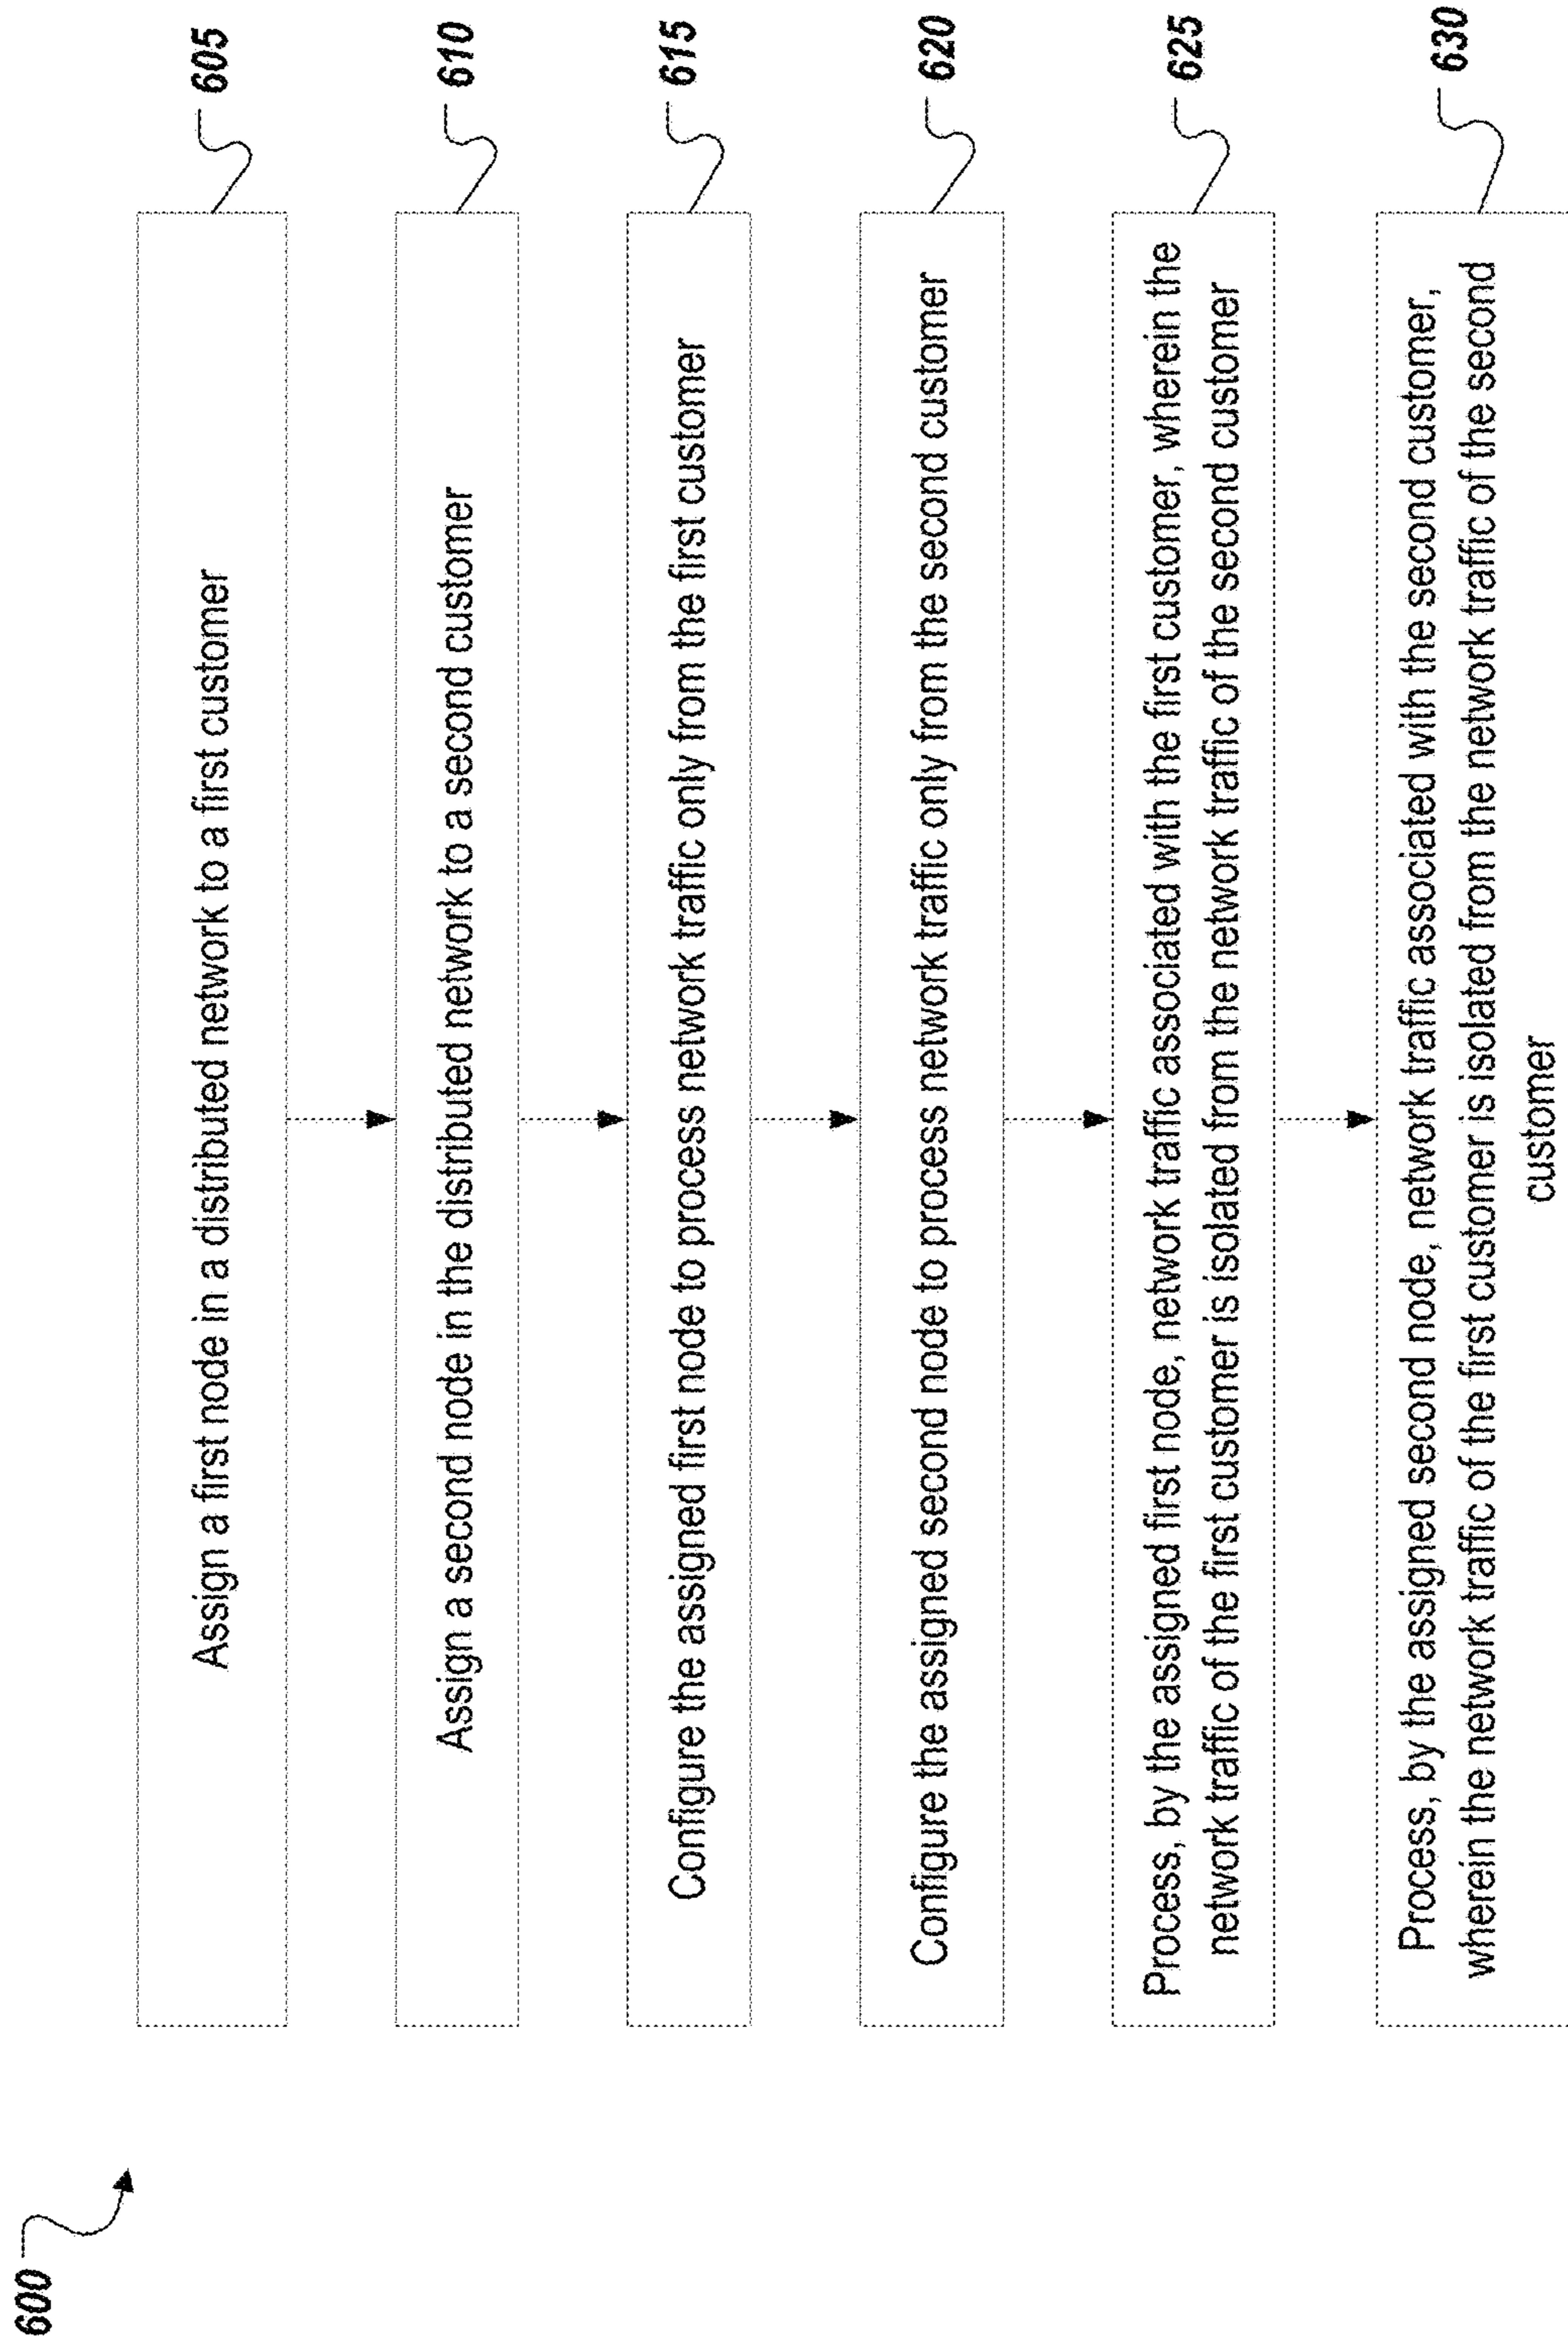 600
Assign a first node in a distributed network to a first customer
605
Assign a second node in the distributed network to a second customer
610
Configure the assigned first node to process network traffic only from the first customer
615
Configure the assigned second node to process network traffic only from the second customer
620
Process, by the assigned first node, network traffic associated with the first customer, wherein the
network traffic of the first customer is isolated from the network traffic of the second customer
625
Process, by the assigned second node, network traffic associated with the second customer,
wherein the network traffic of the first customer is isolated from the network traffic of the second
customer
630